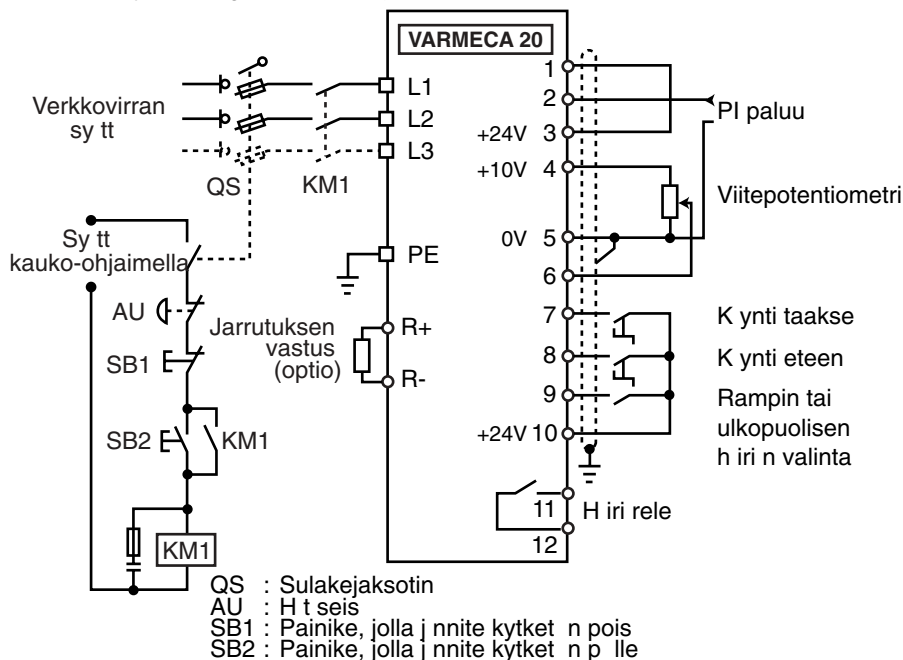 VARMECA 20
L1
L2
L3
PE
R+
R-
1
2
+24V 3
+10V 4
0V 5
6
7
8
9
+24V 10
11
12
Verkkovirran
sy tt
QS
KM1
Sy tt
kauko-ohjaimella
AU
SB1
SB2
KM1
KM1
Jarrutuksen
vastus
(optio)
PI paluu
Viitepotentiometri
K ynti taakse
K ynti eteen
Rampin tai
ulkopuolisen
h iri n valinta
H iri rele
QS : Sulakejaksotin
AU : H t seis
SB1 : Painike, jolla j nnite kytket n pois
SB2 : Painike, jolla j nnite kytket n p lle